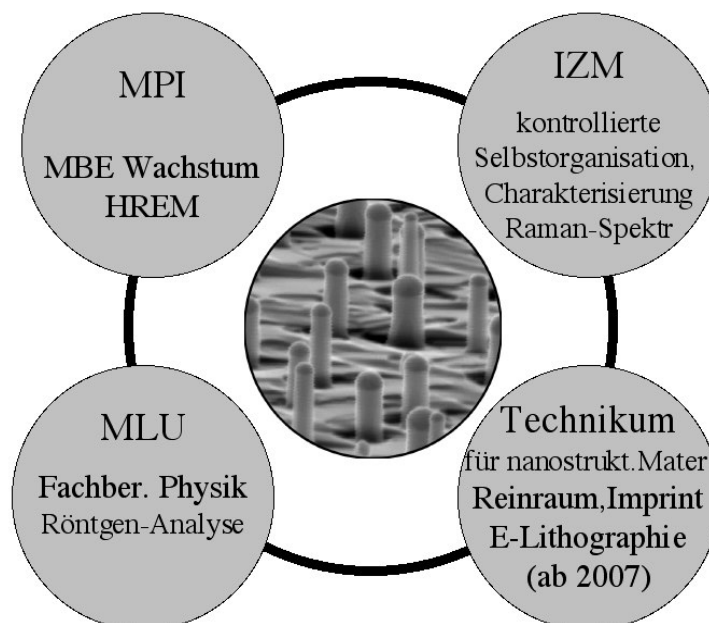 MPI
MBE Wachstum
HREM
IZM
kontrollierte
Selbstorganisation,
Charakterisierung
Raman-Spektr
MLU
Fachber. Physik
Röntgen-Analyse
Technikum
für nanostrukt.Mater
Reinraum,Imprint
E-Lithographie
(ab 2007)